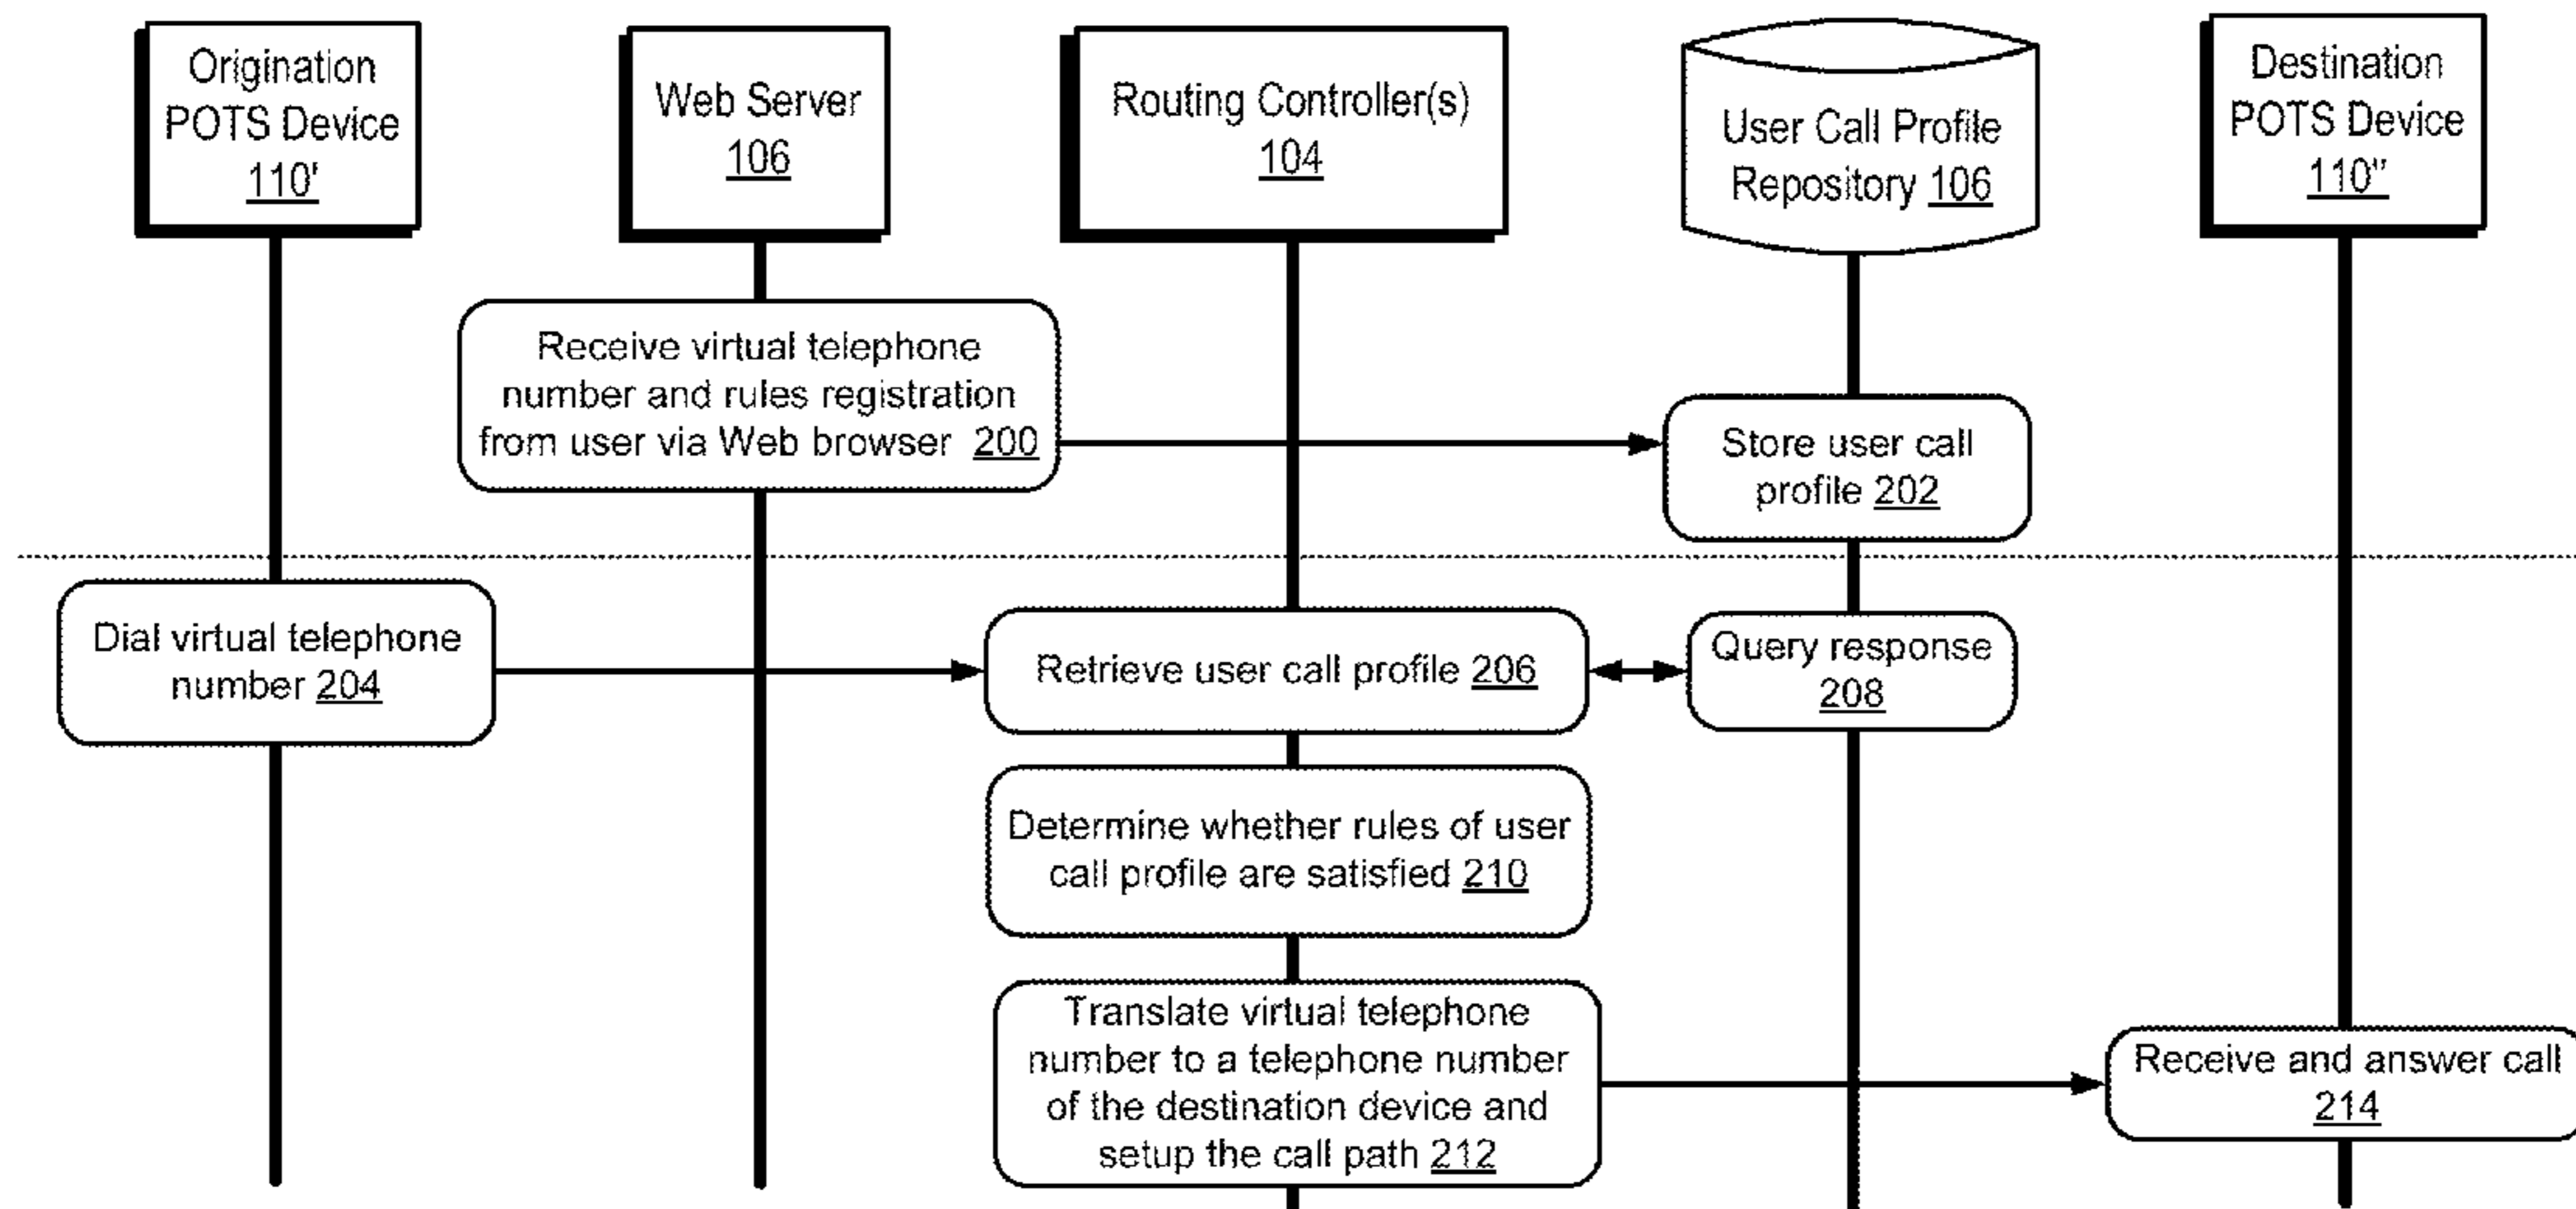 Origination
POTS Device
110'
Web Server
106
Routing Controller(s)
104
User Call Profile
Repository 106
Destination
POTS Device
110"
Receive virtual telephone
number and rules registration
from user via Web browser 200
Store user call
profile 202
Dial virtual telephone
number 204
Retrieve user call profile 206
Query response
208
Determine whether rules of user
call profile are satisfied 210
Translate virtual telephone
number to a telephone number
of the destination device and
setup the call path 212
Receive and answer call
214